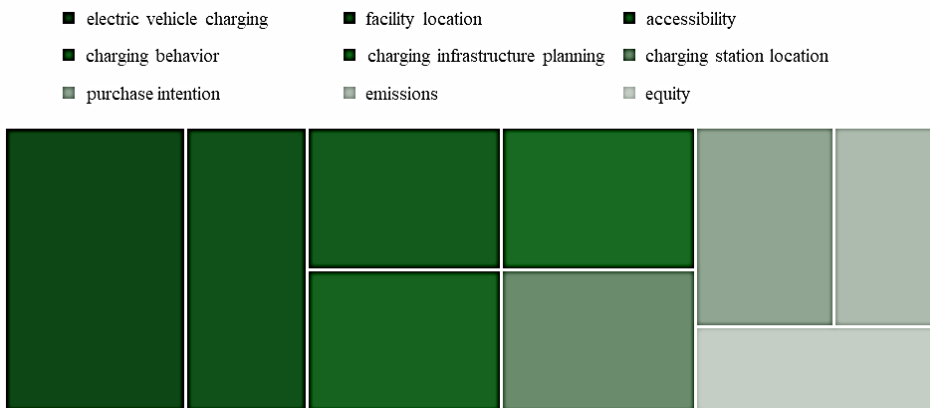 electric vehicle charging facility location accessibility
charging behavior charging infrastructure planning charging station location
purchase intention emissions equity